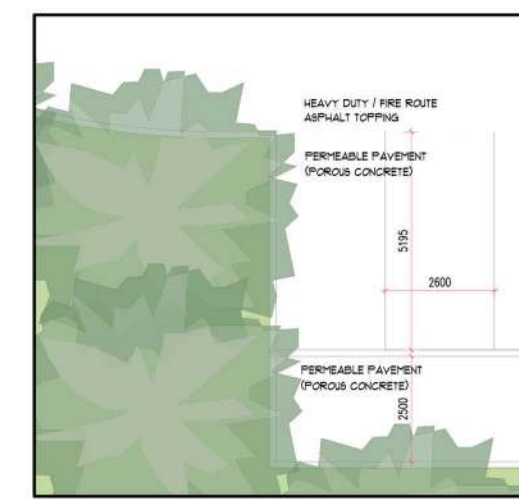 HEAVY DUTY / FIRE ROUTE
ASPHALT TOPPING
PERMEABLE PAVEMENT
(POROUS CONCRETE)
5195
2600
PERMEABLE PAVEMENT
(POROUS CONCRETE)
2500